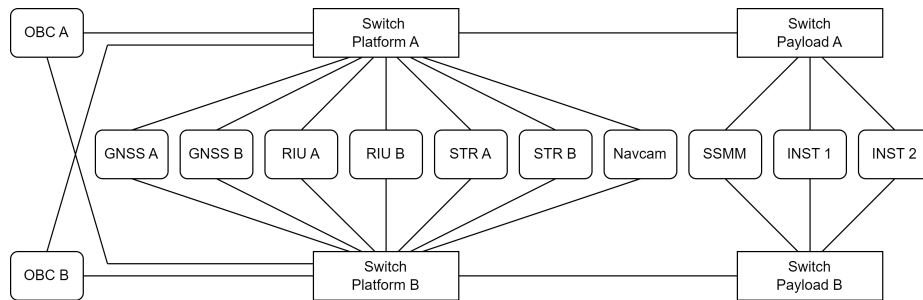 OBC A
Switch
Platform A
Switch
Payload A
GNSS A
GNSS B
RIU A
RIU B
STR A
STR B
Navcam
SSMM
INST 1
INST 2
OBC B
Switch
Platform B
Switch
Payload B